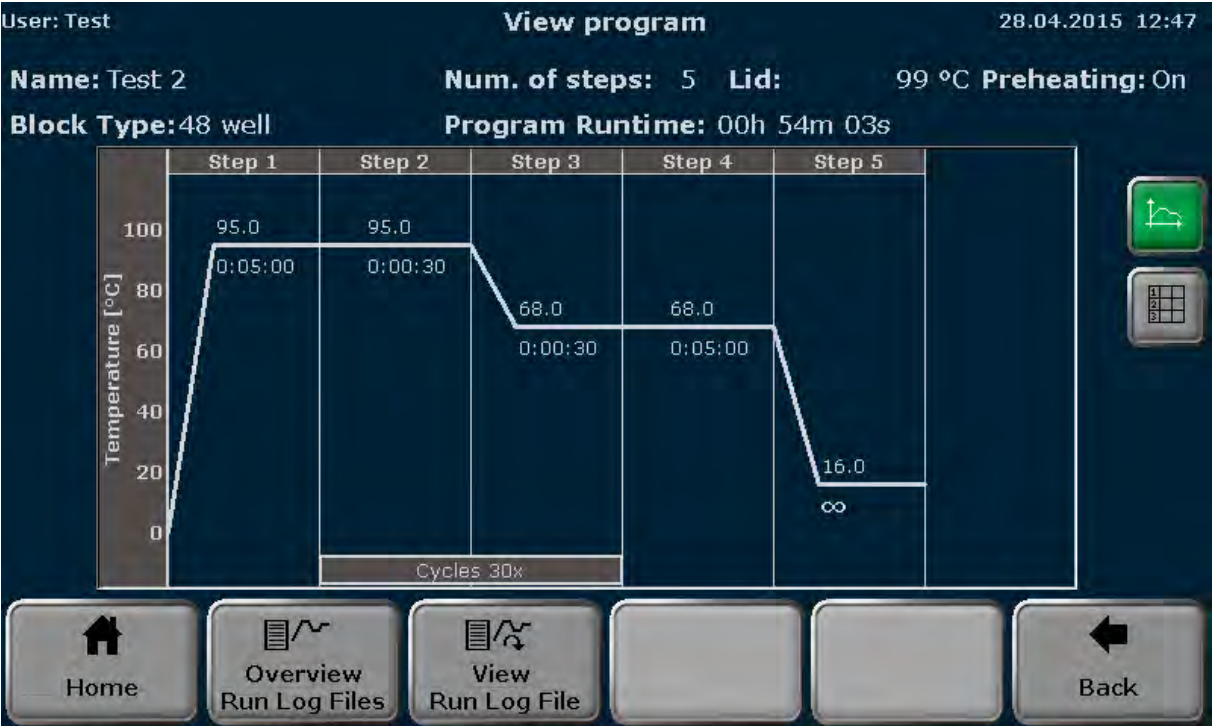 User: Test View program 28.04.2015 12:47
Name: Test 2 Num. of steps: 5 Lid: 99 °C Preheating: On
Block Type: 48 well Program Runtime: 00h 54m 03s
Step 1 Step 2 Step 3 Step 4 Step 5
Temperature [°C]
100
80
60
40
20
0
95.0 95.0
0:05:00 0:00:30
68.0 68.0
0:00:30 0:05:00
16.0
∞
Cycles 30x
1
2
3
Home
Overview
Run Log Files
View
Run Log File
Back